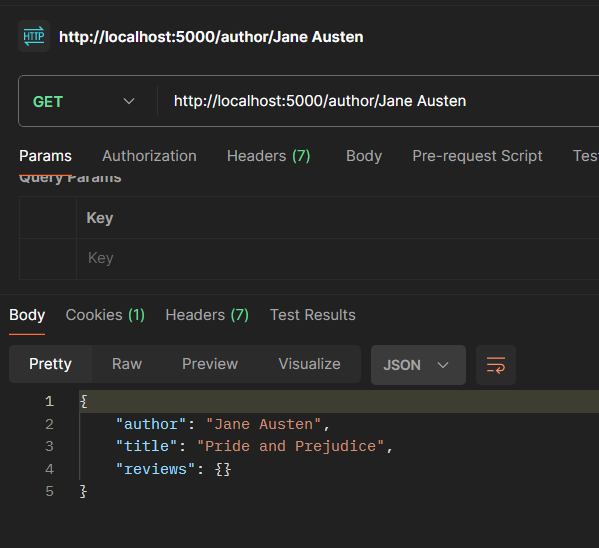 HTTP http://localhost:5000/author/Jane Austen
GET http://localhost:5000/author/Jane Austen
Params Authorization Headers (7) Body Pre-request Script Tes
Query Params
Key
Key
Body Cookies (1) Headers (7) Test Results
Pretty Raw Preview Visualize JSON
1 {
2 "author": "Jane Austen",
3 "title": "Pride and Prejudice",
4 "reviews": {}
5 }